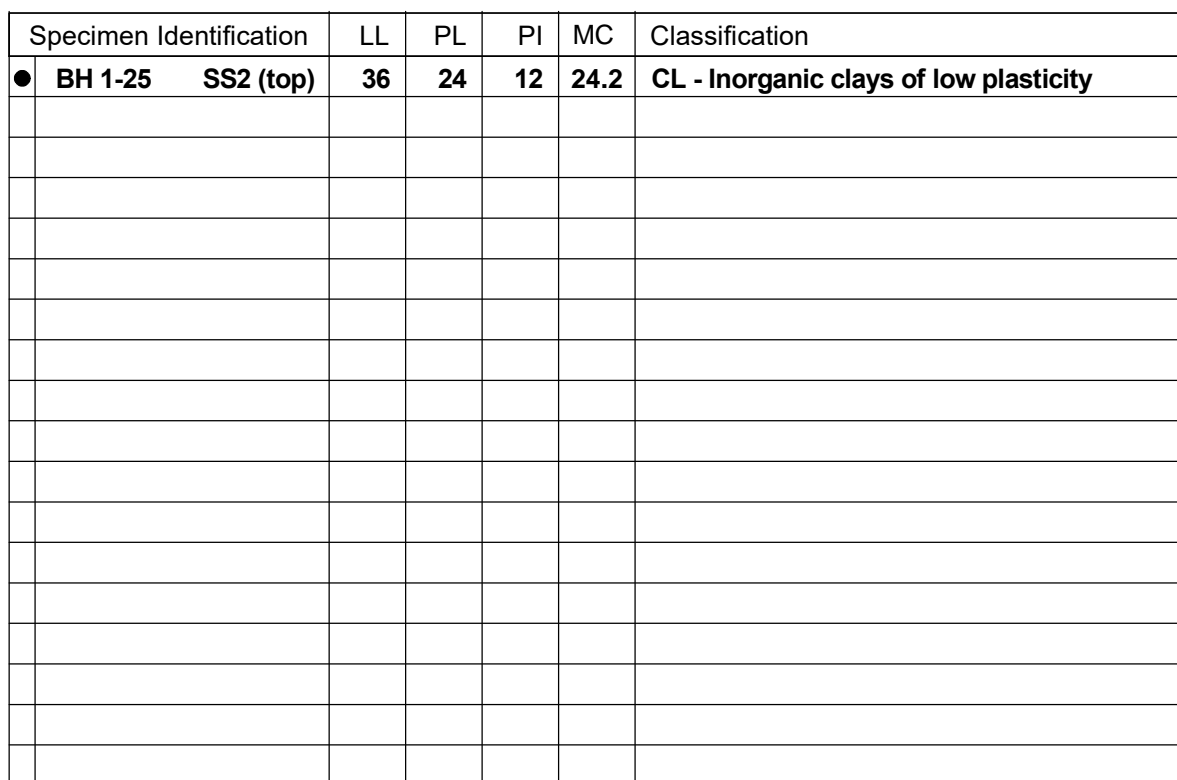 Specimen Identification LL PL PI MC Classification
● BH 1-25 SS2 (top) 36 24 12 24.2 CL - Inorganic clays of low plasticity